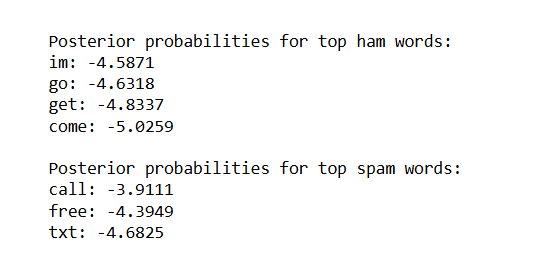 Posterior probabilities for top ham words:
im: -4.5871
go: -4.6318
get: -4.8337
come: -5.0259
Posterior probabilities for top spam words:
call: -3.9111
free: -4.3949
txt: -4.6825